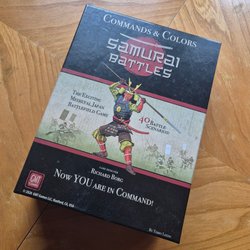 COMMANDS & COLORS
SAMURAI
BATTLES
THE EXCITING
MEDIEVAL JAPAN
BATTLEFIELD GAME
40 BATTLE
SCENARIOS
RICHARD BORG
NOW YOU ARE IN COMMAND!
GMT